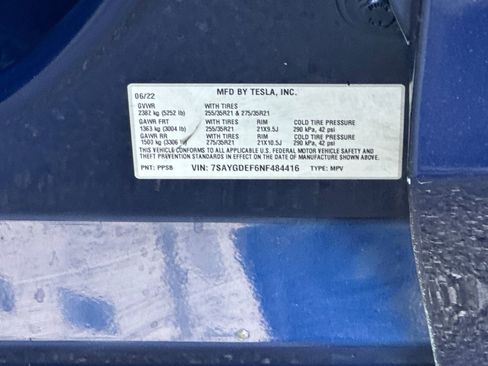 MFD BY TESLA, INC.
06/22
GVWR WITH TIRES
2382 kg (5252 lb) 255/35R21 & 275/35R21
GAWR FRT WITH TIRES RIM COLD TIRE PRESSURE
1363 kg (3004 lb) 255/35R21 21X9.5J 290 kPa, 42 psi
GAWR RR WITH TIRES RIM COLD TIRE PRESSURE
1500 kg (3306 lb) 275/35R21 21X10.5J 290 kPa, 42 psi
THIS VEHICLE CONFORMS TO ALL APPLICABLE U.S. FEDERAL MOTOR VEHICLE SAFETY
AND THEFT PREVENTION STANDARDS IN EFFECT ON THE DATE OF MANUFACTURE SHOWN ABOVE.
PNT: PPSB VIN: 7SAYGDEF6NF484416 TYPE: MPV